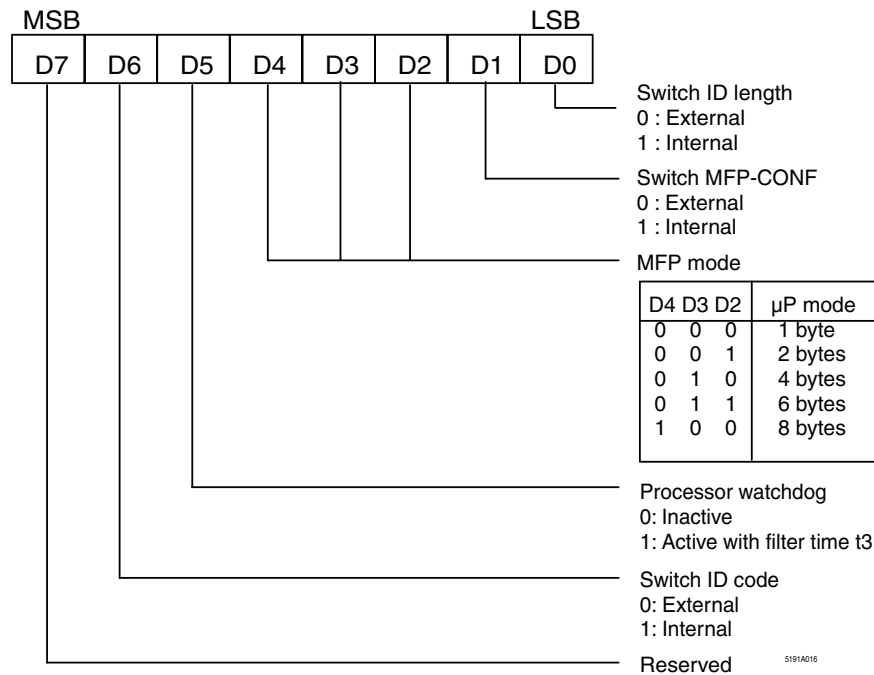 MSB LSB
D7 D6 D5 D4 D3 D2 D1 D0
Switch ID length
0 : External
1 : Internal
Switch MFP-CONF
0 : External
1 : Internal
MFP mode
D4 D3 D2 µP mode
0 0 0 1 byte
0 0 1 2 bytes
0 1 0 4 bytes
0 1 1 6 bytes
1 0 0 8 bytes
Processor watchdog
0: Inactive
1: Active with filter time t3
Switch ID code
0: External
1: Internal
Reserved 5191A016